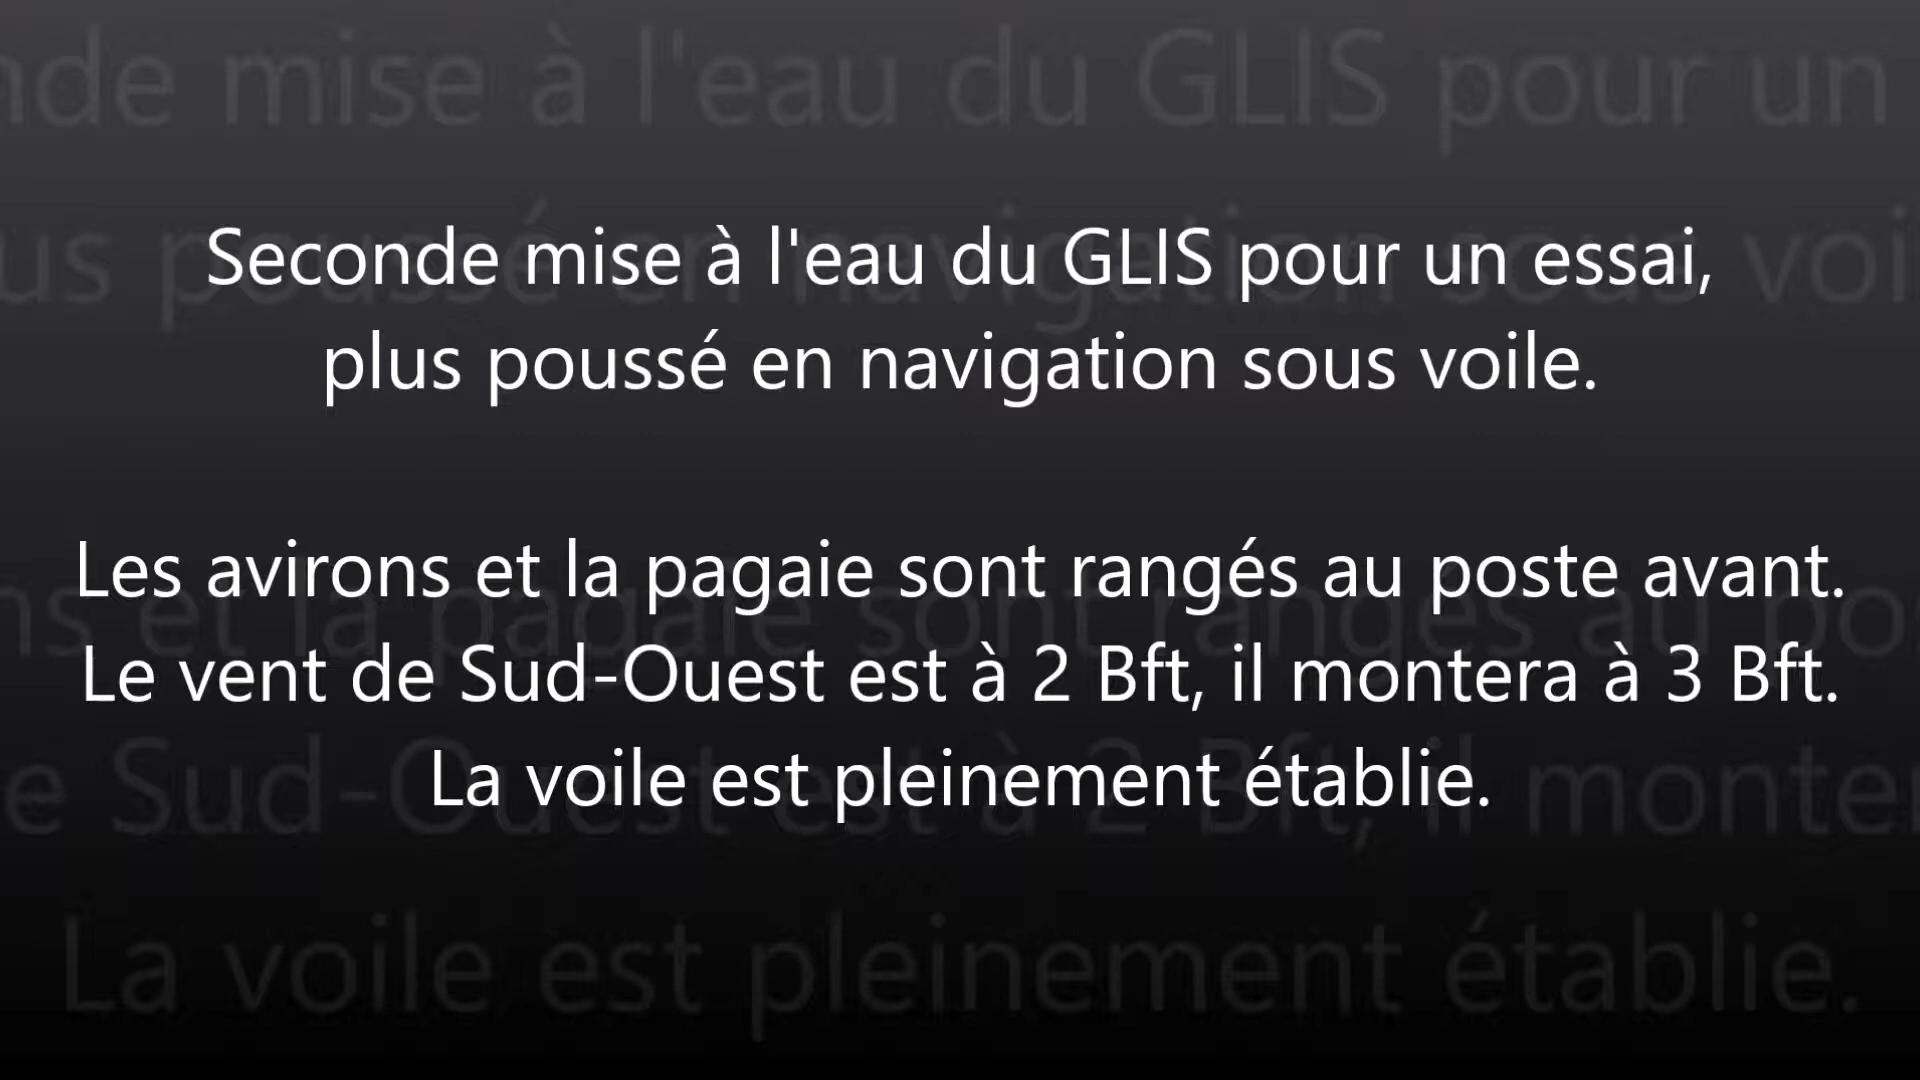 Seconde mise à l'eau du GLIS pour un essai,
plus poussé en navigation sous voile.
Les avirons et la pagaie sont rangés au poste avant.
Le vent de Sud-Ouest est à 2 Bft, il montera à 3 Bft.
La voile est pleinement établie.